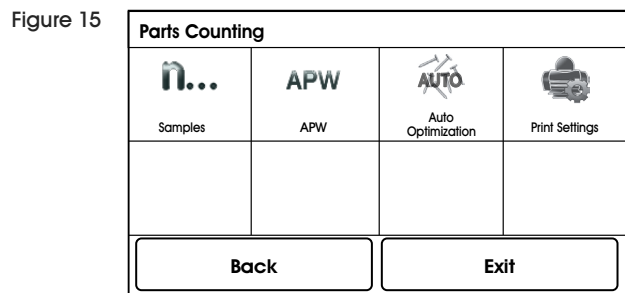 Figure 15
Parts Counting
n... APW AUTO
Samples APW Auto Optimization Print Settings
Back Exit